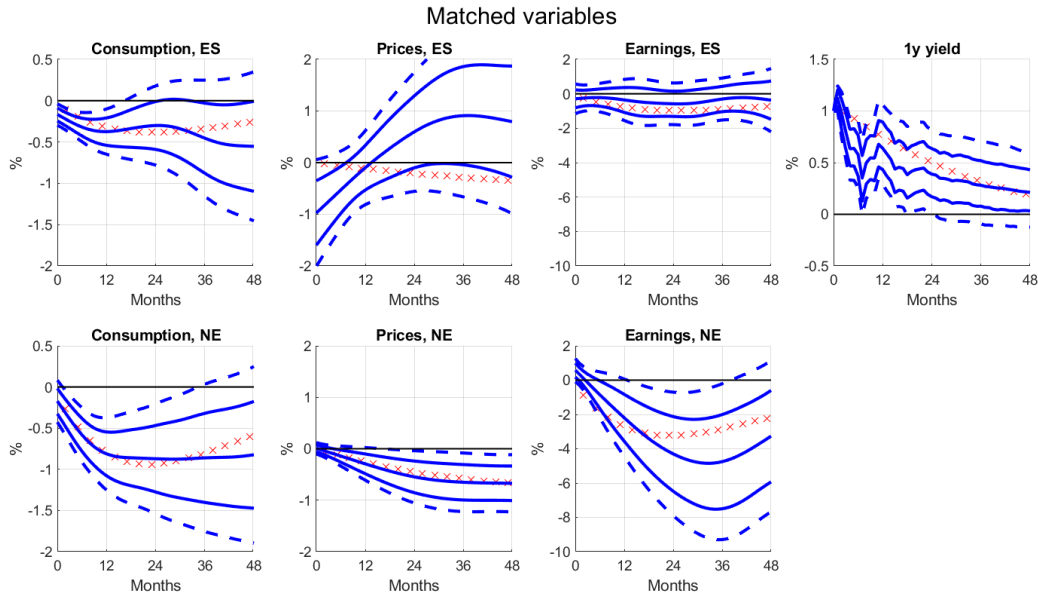 Matched variables
Consumption, ES
Prices, ES
Earnings, ES
1y yield
0.5
0
-0.5
-1
-1.5
-2
%
0 12 24 36 48
Months
2
1
0
-1
-2
%
0 12 24 36 48
Months
2
0
-2
-4
-6
-8
-10
%
0 12 24 36 48
Months
1.5
1
0.5
0
-0.5
%
0 12 24 36 48
Months
Consumption, NE
Prices, NE
Earnings, NE
0.5
0
-0.5
-1
-1.5
-2
%
0 12 24 36 48
Months
2
1
0
-1
-2
%
0 12 24 36 48
Months
2
0
-2
-4
-6
-8
-10
%
0 12 24 36 48
Months